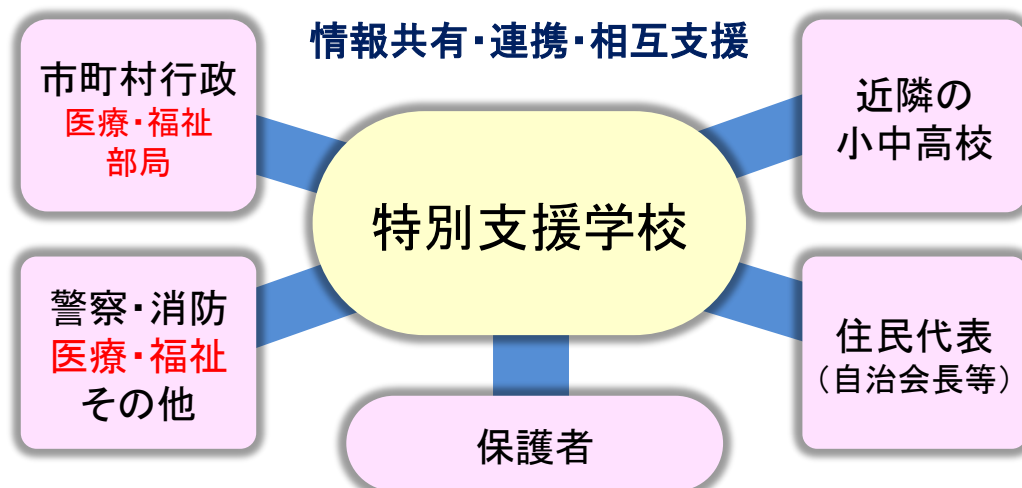 情報共有・連携・相互支援
市町村行政
医療・福祉
部局
近隣の
小中高校
特別支援学校
警察・消防
医療・福祉
その他
住民代表
（自治会長等）
保護者